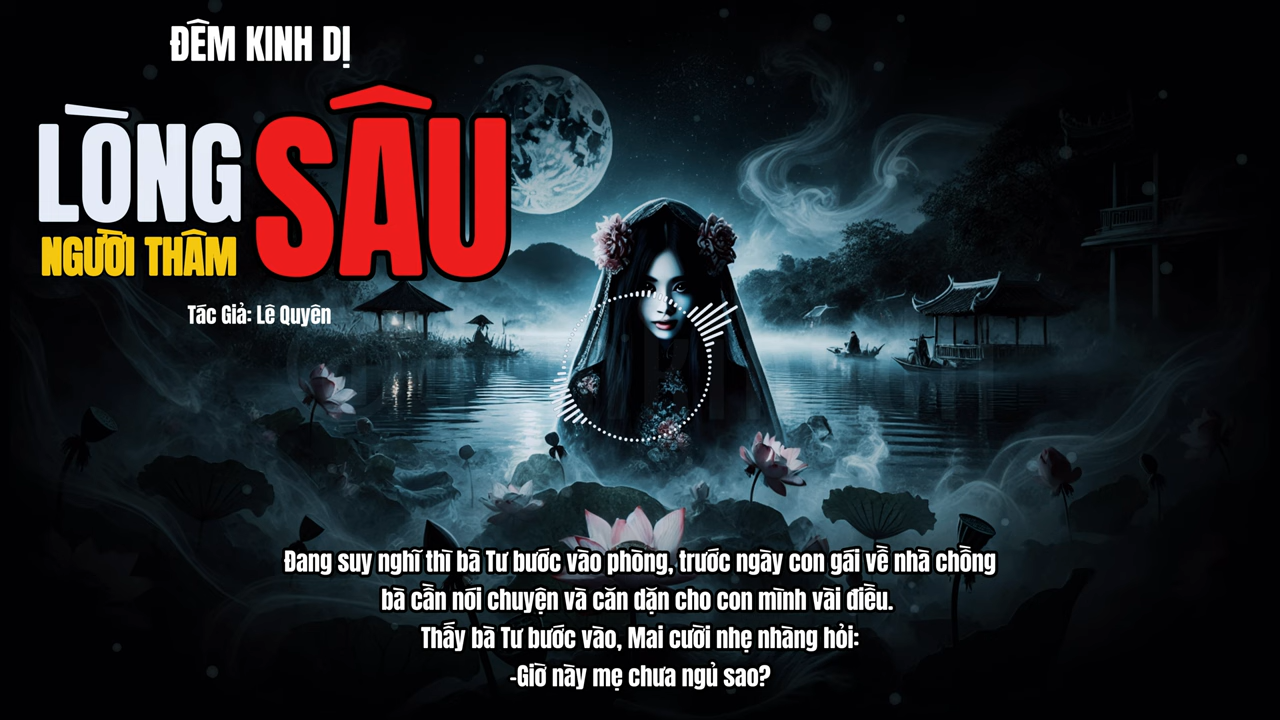 ĐÊM KINH DỊ
LÒNG SÂU
NGƯỜI THÂM
Tác Giả: Lê Quyên
Đang suy nghĩ thì bà Tư bước vào phòng, trước ngày con gái về nhà chồng
bà cần nói chuyện và căn dặn cho con mình vài điều.
Thấy bà Tư bước vào, Mai cười nhẹ nhàng hỏi:
-Giờ này mẹ chưa ngủ sao?